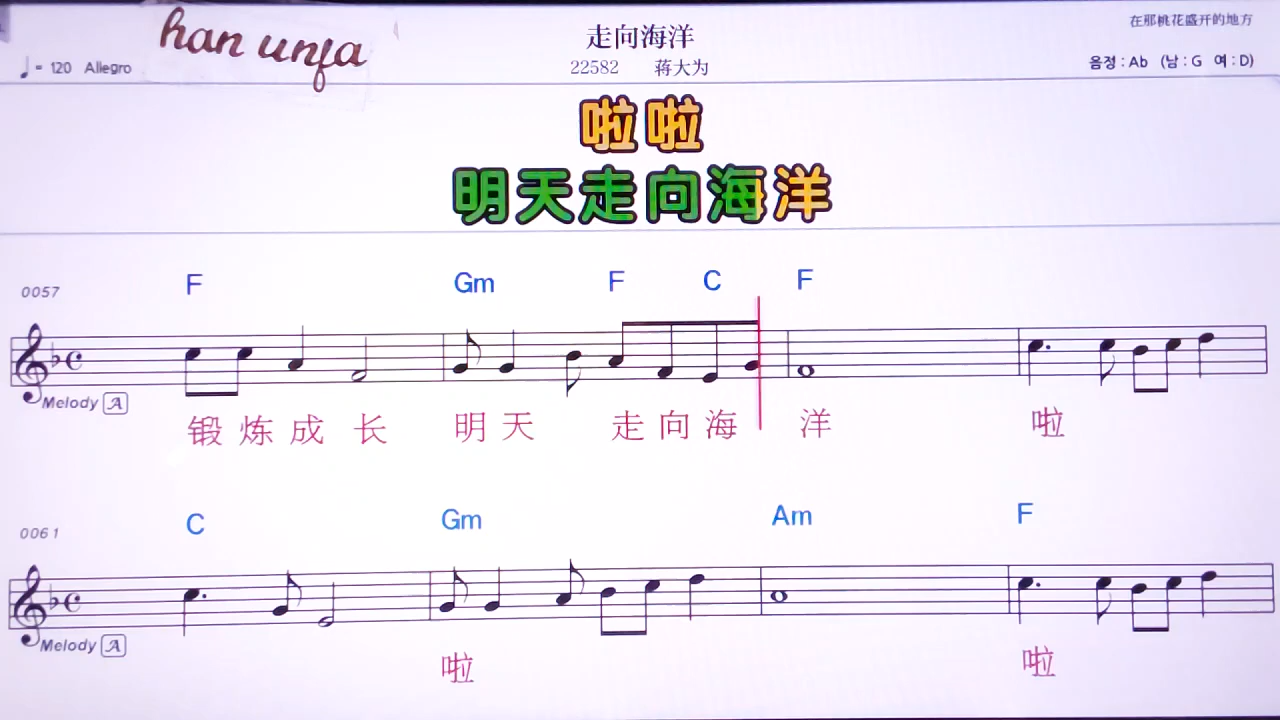 han unfa
走向海洋
在那桃花盛开的地方
♩= 120 Allegro
22582 蒋大为
음정 : Ab (남 : G 여 : D)
啦啦
明天走向海洋
0057 F Gm F C F
Melody A
锻炼成长 明天 走向海 洋 啦
0061 C Gm Am F
Melody A
啦 啦